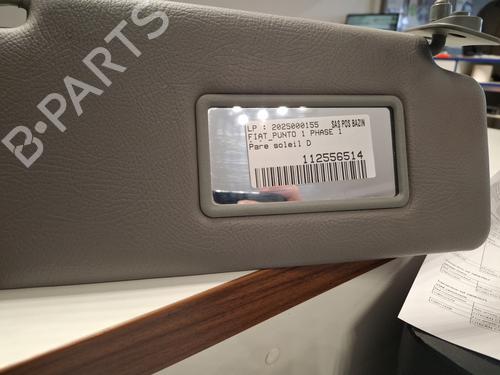 B-PARTS
LP : 2025000155 SAS POS BAZIN
FIAT_PUNTO 1 PHASE 1
Pare soleil D
112556514